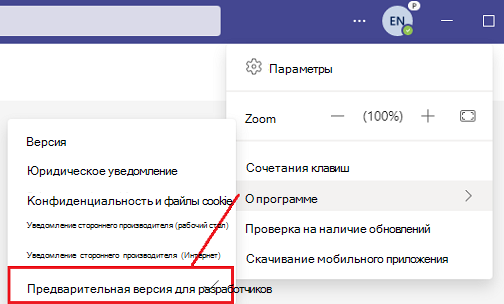 P
EN
Параметры
Zoom
(100%)
Сочетания клавиш
О программе
Проверка на наличие обновлений
Скачивание мобильного приложения
Версия
Юридическое уведомление
Конфиденциальность и файлы cookie
Уведомление стороннего производителя (рабочий стол)
Уведомление стороннего производителя (Интернет)
Предварительная версия для разработчиков